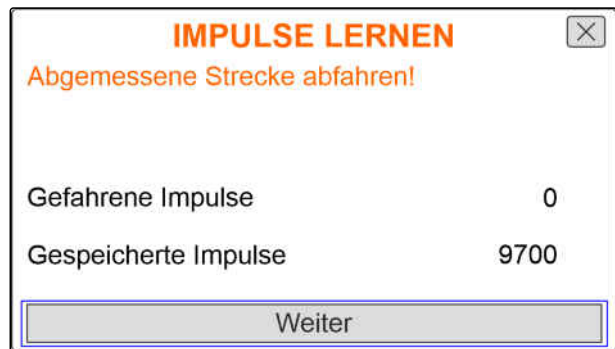 IMPULSE LERNEN
Abgemessene Strecke abfahren!
Gefahrene Impulse 0
Gespeicherte Impulse 9700
Weiter